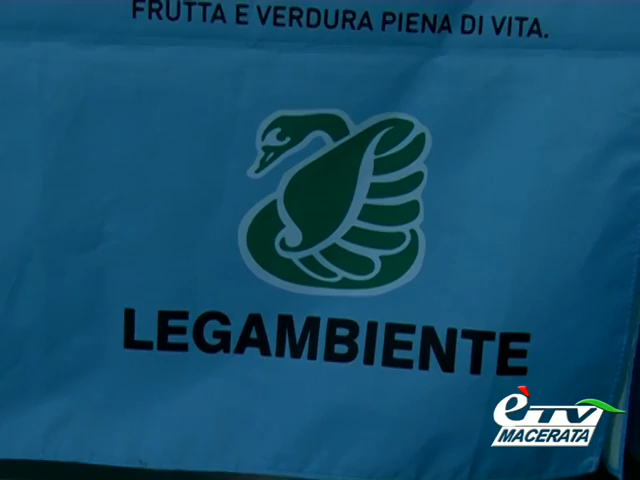 FRUTTA E VERDURA PIENA DI VITA.
LEGAMBIENTE
èTV
MACERATA